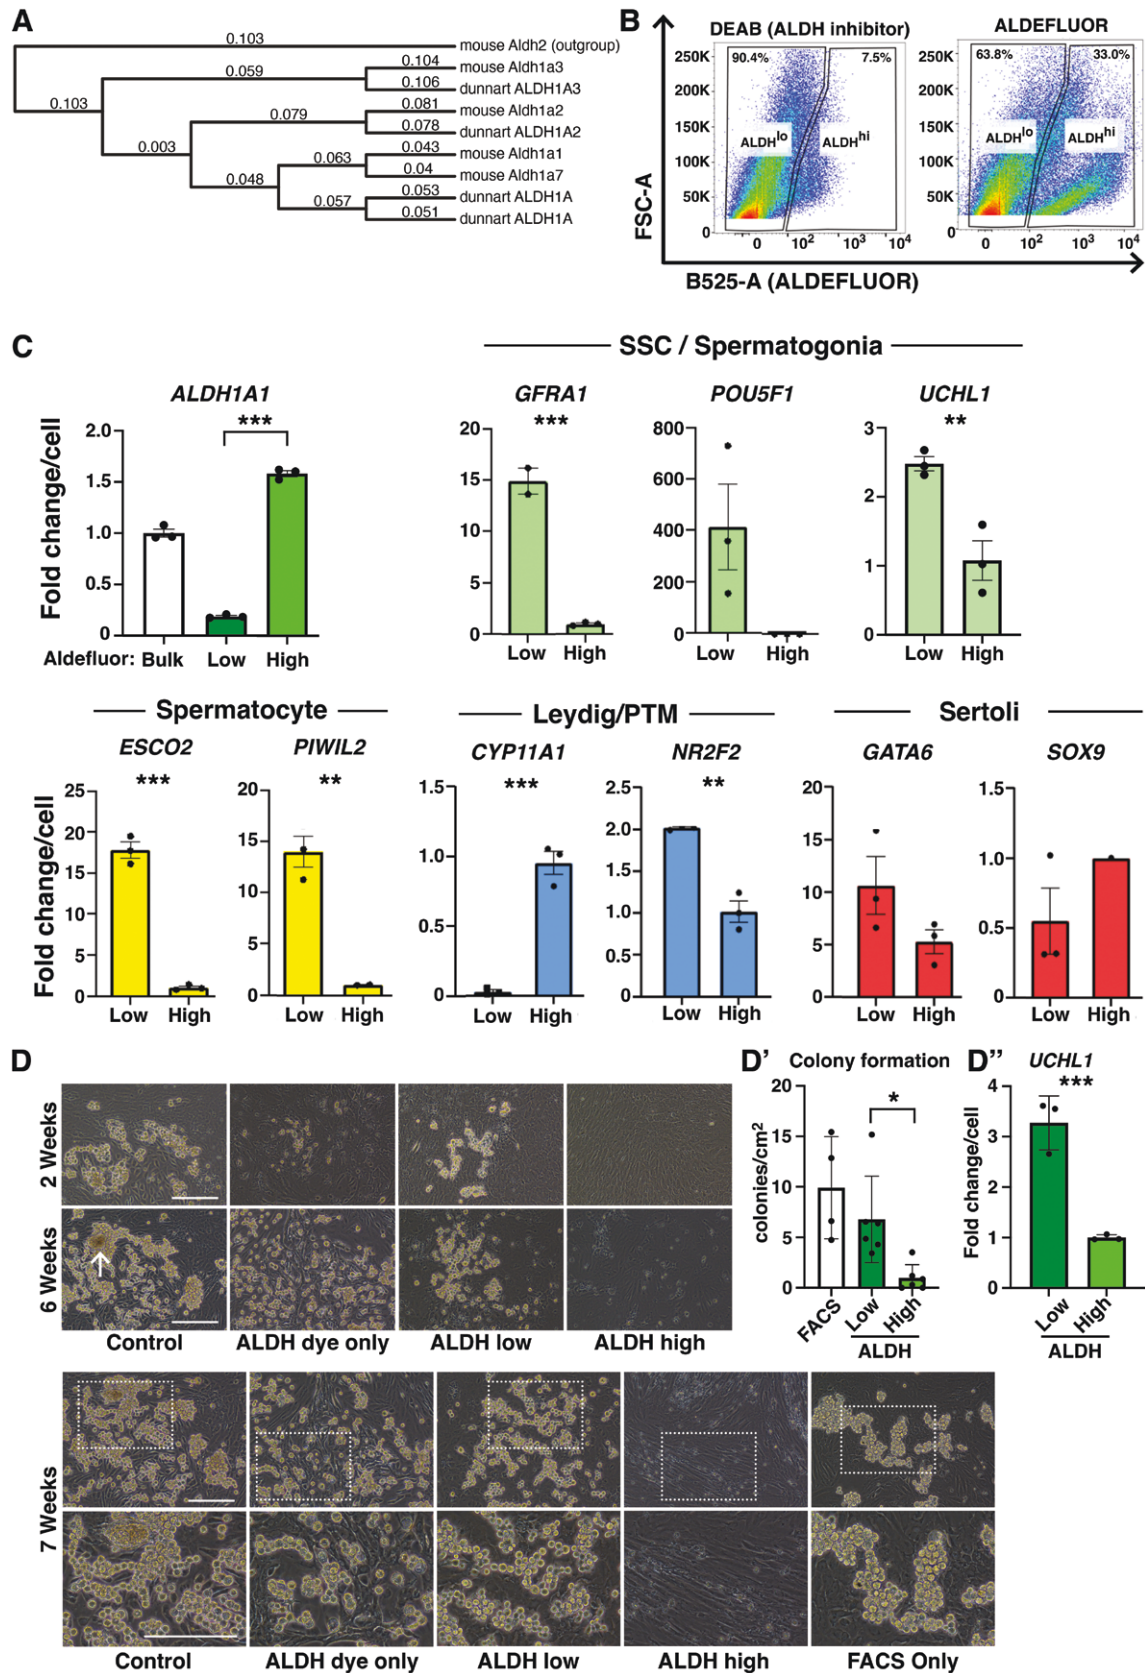 A
0.103
mouse Aldh2 (outgroup)
0.104
mouse Aldh1a3
0.059
0.106
dunnart ALDH1A3
0.103
0.081
mouse Aldh1a2
0.079
0.078
dunnart ALDH1A2
0.003
0.043
mouse Aldh1a1
0.063
0.04
mouse Aldh1a7
0.048
0.053
dunnart ALDH1A
0.057
0.051
dunnart ALDH1A
B
DEAB (ALDH inhibitor)
ALDEFLUOR
250K
200K
150K
100K
50K
0
90.4%
7.5%
ALDHlo
ALDHhi
0 10² 10³ 10⁴
250K
200K
150K
100K
50K
0
63.8%
33.0%
ALDHlo
ALDHhi
0 10² 10³ 10⁴
FSC-A
B525-A (ALDEFLUOR)
C
SSC / Spermatogonia
ALDH1A1
***
2.0
1.5
1.0
0.5
0
Fold change/cell
Aldefluor: Bulk Low High
GFRA1
***
20
15
10
5
0
Low High
POU5F1
800
600
400
200
0
Low High
UCHL1
**
3
2
1
0
Low High
Spermatocyte
Leydig/PTM
Sertoli
ESCO2
***
25
20
15
10
5
0
Fold change/cell
Low High
PIWIL2
**
20
15
10
5
0
Low High
CYP11A1
***
1.5
1.0
0.5
0
Low High
NR2F2
**
2.5
2.0
1.5
1.0
0.5
0
Low High
GATA6
20
15
10
5
0
Low High
SOX9
1.5
1.0
0.5
0
Low High
D
2 Weeks
6 Weeks
Control ALDH dye only ALDH low ALDH high
D'
Colony formation
*
20
15
10
5
0
colonies/cm²
FACS Low High
ALDH
D''
UCHL1
***
4
3
2
1
0
Fold change/cell
Low High
ALDH
7 Weeks
Control ALDH dye only ALDH low ALDH high FACS Only